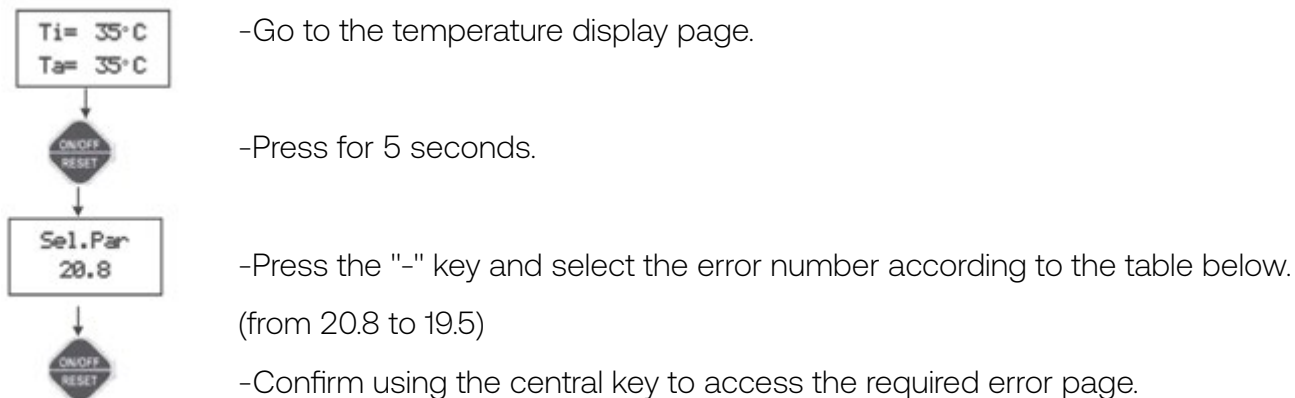 Ti= 35°C
Ta= 35°C
-Go to the temperature display page.
ON/OFF
RESET
-Press for 5 seconds.
Sel.Par
20.8
-Press the "-" key and select the error number according to the table below.
(from 20.8 to 19.5)
ON/OFF
RESET
-Confirm using the central key to access the required error page.